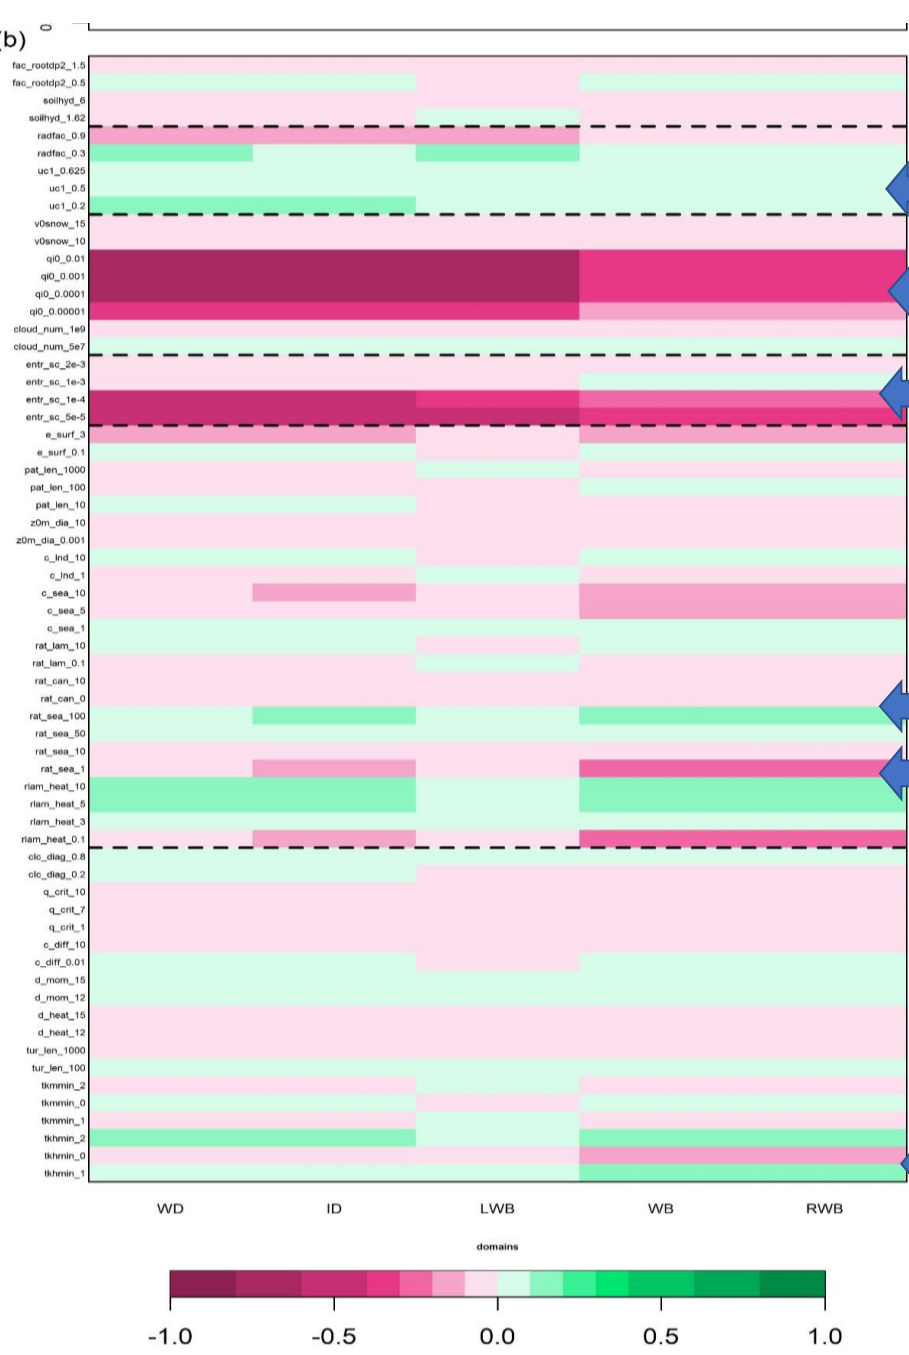 0
(b)
fac_rootdp2_1.5
fac_rootdp2_0.5
soilhyd_6
soilhyd_1.62
radfac_0.9
radfac_0.3
uc1_0.625
uc1_0.5
uc1_0.2
v0snow_15
v0snow_10
qi0_0.01
qi0_0.001
qi0_0.0001
qi0_0.00001
cloud_num_1e9
cloud_num_5e7
entr_sc_2e-3
entr_sc_1e-3
entr_sc_1e-4
entr_sc_5e-5
e_surf_3
e_surf_0.1
pat_len_1000
pat_len_100
pat_len_10
z0m_dia_10
z0m_dia_0.001
c_lnd_10
c_lnd_1
c_sea_10
c_sea_5
c_sea_1
rat_lam_10
rat_lam_0.1
rat_can_10
rat_can_0
rat_sea_100
rat_sea_50
rat_sea_10
rat_sea_1
rlam_heat_10
rlam_heat_5
rlam_heat_3
rlam_heat_0.1
clc_diag_0.8
clc_diag_0.2
q_crit_10
q_crit_7
q_crit_1
c_diff_10
c_diff_0.01
d_mom_15
d_mom_12
d_heat_15
d_heat_12
tur_len_1000
tur_len_100
tkmmin_2
tkmmin_0
tkmmin_1
tkhmin_2
tkhmin_0
tkhmin_1
WD ID LWB WB RWB
domains
-1.0 -0.5 0.0 0.5 1.0